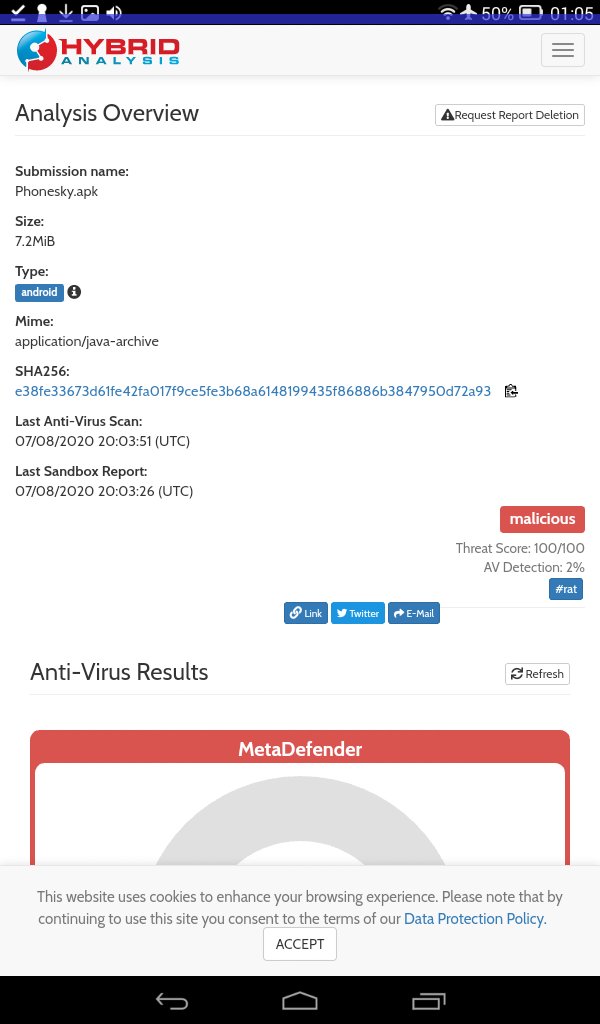 50% 01:05
HYBRID
ANALYSIS
Analysis Overview
Request Report Deletion
Submission name:
Phonesky.apk
Size:
7.2MiB
Type:
android
Mime:
application/java-archive
SHA256:
e38fe33673d61fe42fa017f9ce5fe3b68a6148199435f86886b3847950d72a93
Last Anti-Virus Scan:
07/08/2020 20:03:51 (UTC)
Last Sandbox Report:
07/08/2020 20:03:26 (UTC)
malicious
Threat Score: 100/100
AV Detection: 2%
#rat
Link Twitter E-Mail
Anti-Virus Results
Refresh
MetaDefender
This website uses cookies to enhance your browsing experience. Please note that by
continuing to use this site you consent to the terms of our Data Protection Policy.
ACCEPT